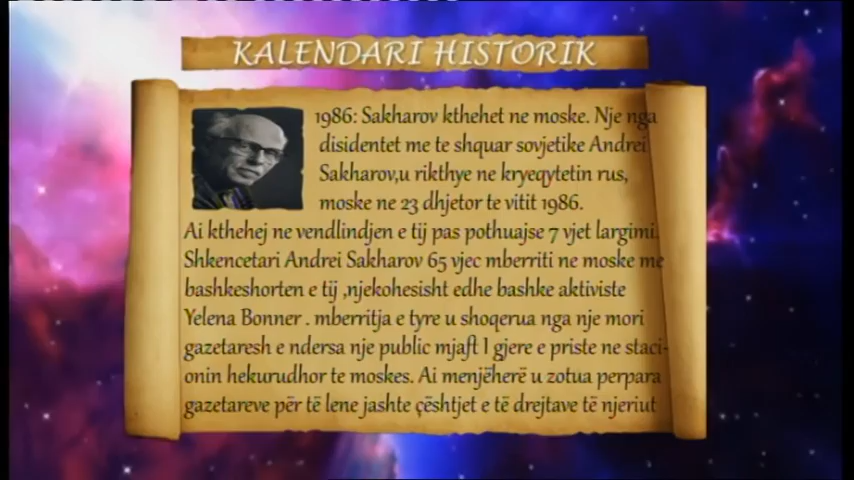 KALENDARI HISTORIK
1986: Sakharov kthehet ne moske. Nje nga
disidentet me te shquar sovjetike Andrei
Sakharov,u rikthye ne kryeqytetin rus,
moske ne 23 dhjetor te vitit 1986.
Ai kthehej ne vendlindjen e tij pas pothuajse 7 vjet largimi.
Shkencetari Andrei Sakharov 65 vjec mberriti ne moske me
bashkeshorten e tij ,njekohesisht edhe bashke aktiviste
Yelena Bonner . mberritja e tyre u shoqerua nga nje mori
gazetaresh e ndersa nje public mjaft I gjere e priste ne staci-
onin hekurudhor te moskes. Ai menjëherë u zotua perpara
gazetareve për të lene jashte çështjet e të drejtave të njeriut